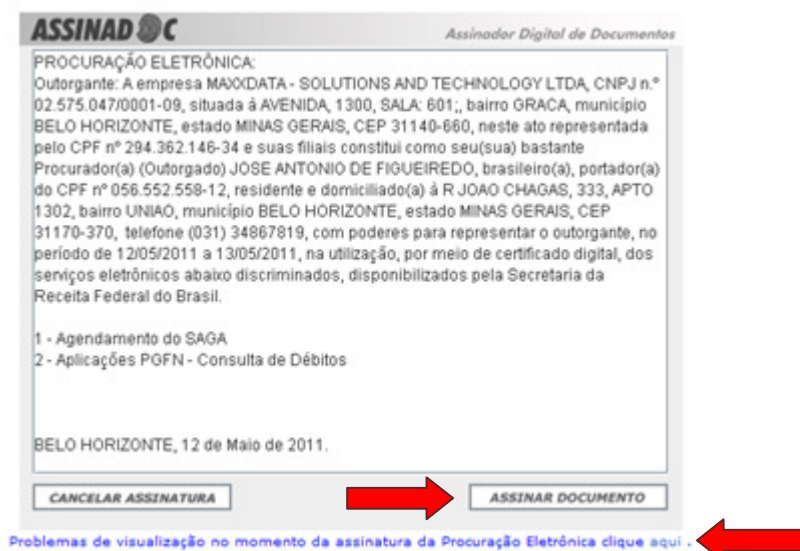 ASSINADOC Assinador Digital de Documentos
PROCURAÇÃO ELETRÔNICA:
Outorgante: A empresa MAXXDATA - SOLUTIONS AND TECHNOLOGY LTDA, CNPJ n.º
02.575.047/0001-09, situada á AVENIDA, 1300, SALA: 601;, bairro GRACA, município
BELO HORIZONTE, estado MINAS GERAIS, CEP 31140-660, neste ato representada
pelo CPF nº 294.362.146-34 e suas filiais constitui como seu(sua) bastante
Procurador(a) (Outorgado) JOSE ANTONIO DE FIGUEIREDO, brasileiro(a), portador(a)
do CPF nº 056.552.558-12, residente e domiciliado(a) á R JOAO CHAGAS, 333, APTO
1302, bairro UNIAO, município BELO HORIZONTE, estado MINAS GERAIS, CEP
31170-370, telefone (031) 34867819, com poderes para representar o outorgante, no
período de 12/05/2011 a 13/05/2011, na utilização, por meio de certificado digital, dos
serviços eletrônicos abaixo discriminados, disponibilizados pela Secretaria da
Receita Federal do Brasil.
1 - Agendamento do SAGA
2 - Aplicações PGFN - Consulta de Débitos
BELO HORIZONTE, 12 de Maio de 2011.
CANCELAR ASSINATURA ASSINAR DOCUMENTO
Problemas de visualização no momento da assinatura da Procuração Eletrônica clique aqui .